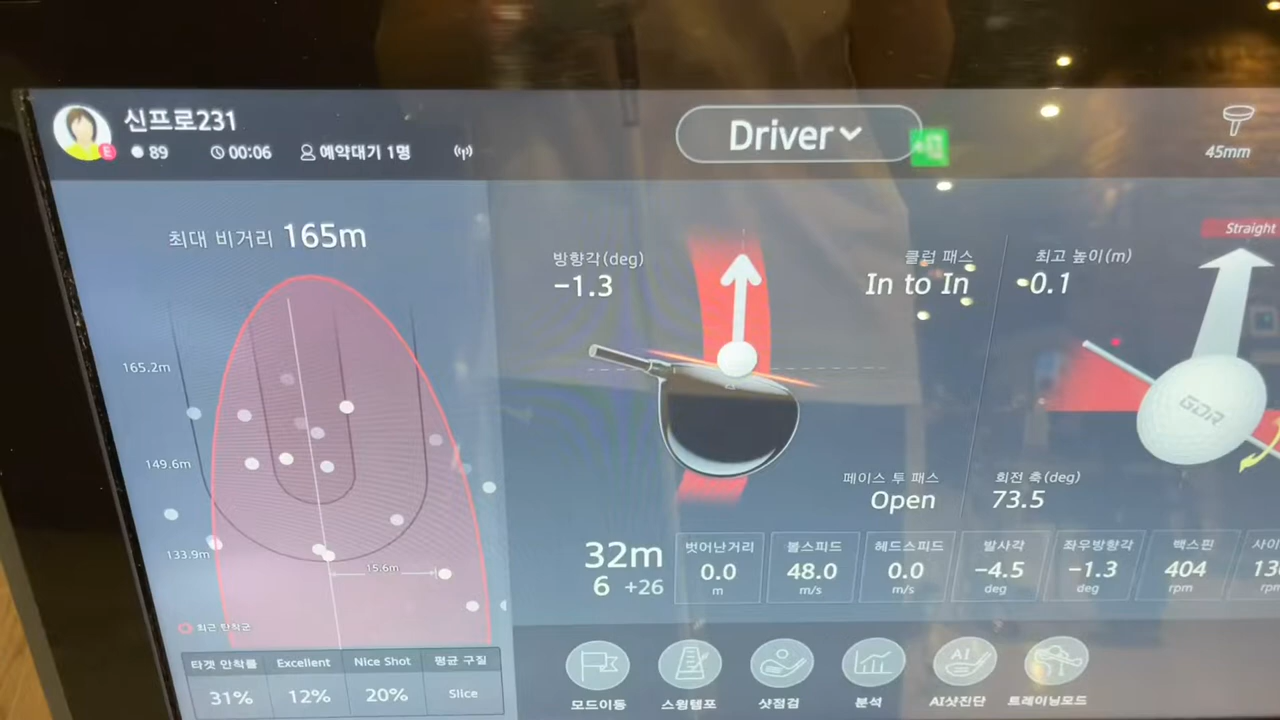 신프로231
89 00:06 예약대기 1명
Driver
45mm
최대 비거리 165m
165.2m
149.6m
133.9m
15.6m
최근 탄착군
타겟 안착률 Excellent Nice Shot 평균 구질
31% 12% 20% Slice
방향각(deg)
-1.3
클럽 패스
In to In
페이스 투 패스
Open
최고 높이(m)
-0.1
Straight
GDR
회전 축(deg)
73.5
32m
6 +26
벗어난거리 볼스피드 헤드스피드 발사각 좌우방향각 백스핀
0.0 48.0 0.0 -4.5 -1.3 404
m m/s m/s deg deg rpm
모드이동 스윙템포 샷점검 분석 AI샷진단 트레이닝모드
AI